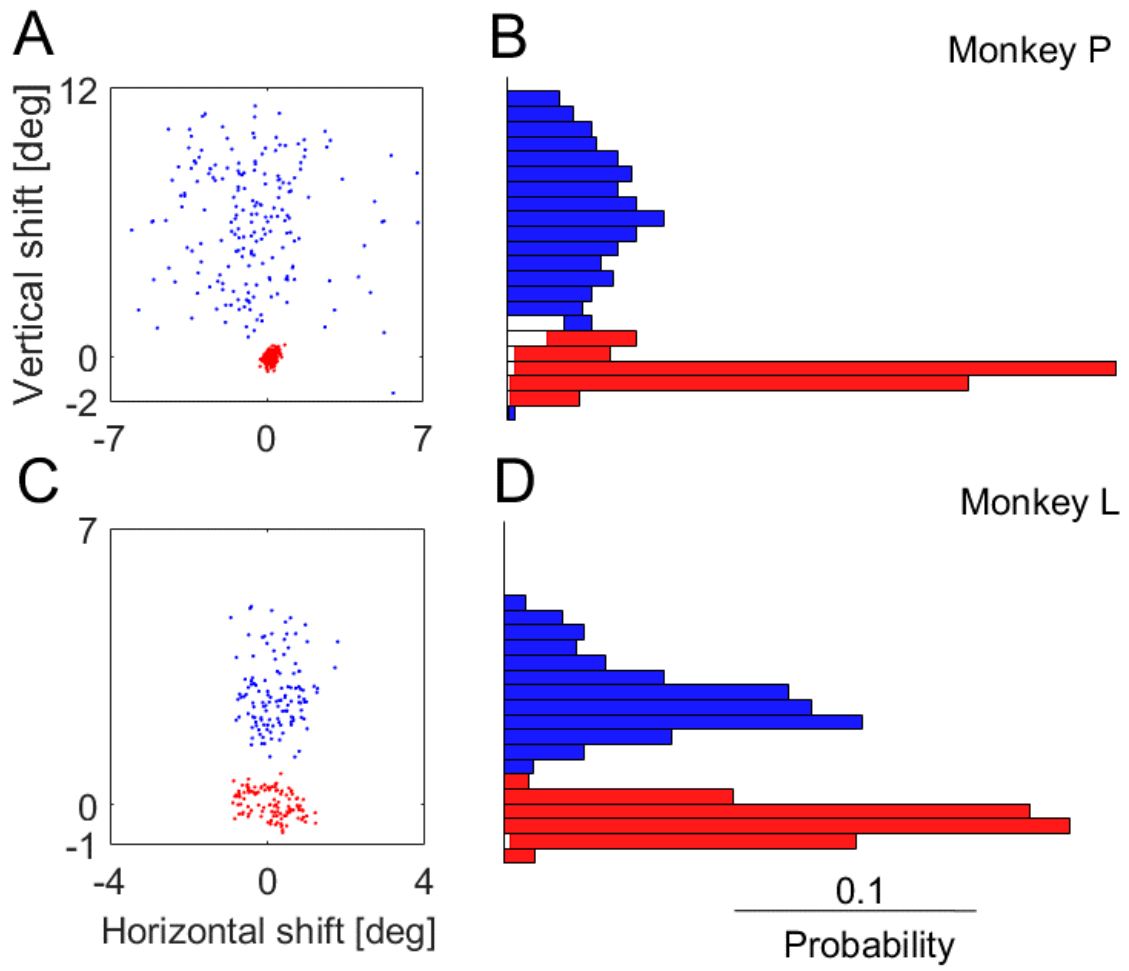 A
B
Monkey P
Vertical shift [deg]
12
0
-2
-7
0
7
C
D
Monkey L
7
0
-1
-4
0
4
Horizontal shift [deg]
0.1
Probability